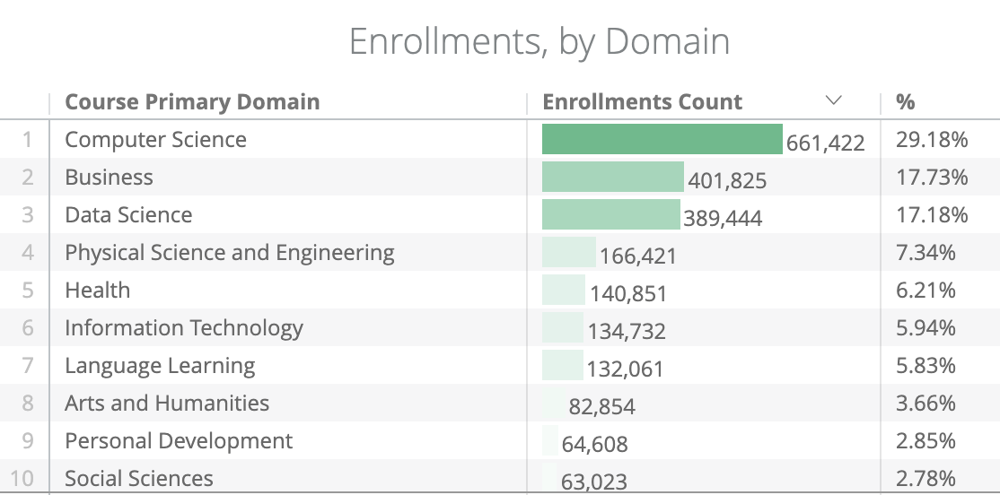 Enrollments, by Domain
Course Primary Domain Enrollments Count %
1 Computer Science 661,422 29.18%
2 Business 401,825 17.73%
3 Data Science 389,444 17.18%
4 Physical Science and Engineering 166,421 7.34%
5 Health 140,851 6.21%
6 Information Technology 134,732 5.94%
7 Language Learning 132,061 5.83%
8 Arts and Humanities 82,854 3.66%
9 Personal Development 64,608 2.85%
10 Social Sciences 63,023 2.78%